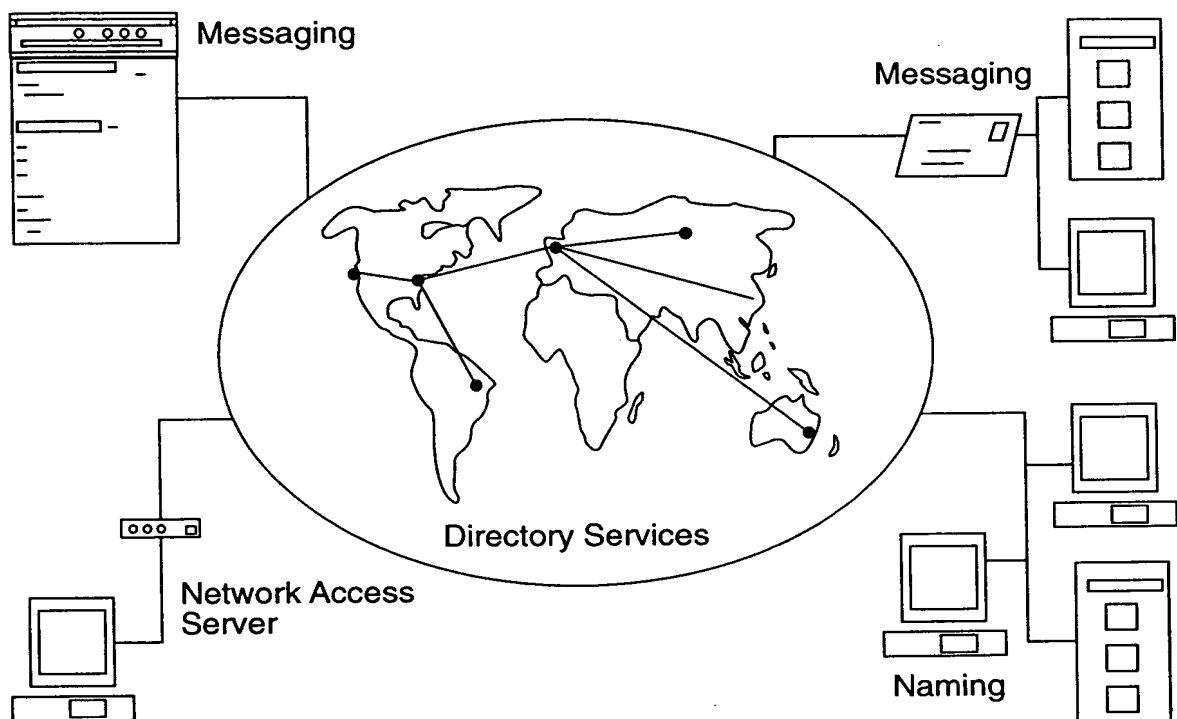 Messaging
Messaging
Directory Services
Network Access
Server
Naming